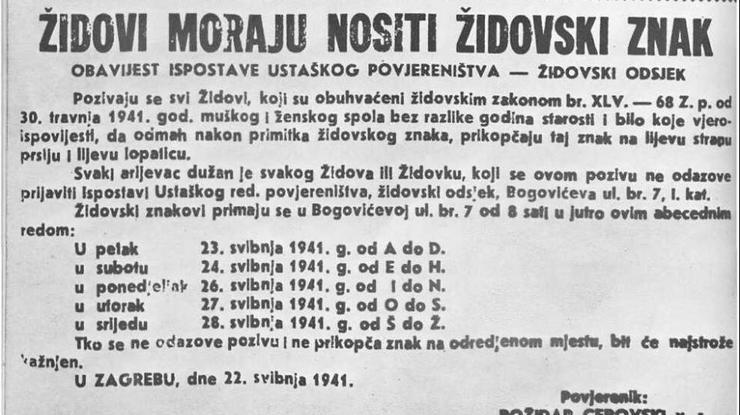 ŽIDOVI MORAJU NOSITI ŽIDOVSKI ZNAK
OBAVIJEST ISPOSTAVE USTAŠKOG POVJERENIŠTVA — ŽIDOVSKI ODSJEK
Pozivaju se svi Židovi, koji su obuhvaćeni židovskim zakonom br. XLV. — 68 Z. p. od
30. travnja 1941. god. muškog i ženskog spola bez razlike godina starosti i bilo koje vjero-
ispovijesti, da odmah nakon primitka židovskog znaka, prikopčaju taj znak na lijevu stranu
prsiju i lijevu lopaticu.
Svaki arijevac dužan je svakog Židova ili Židovku, koji se ovom pozivu ne odazove
prijaviti Ispostavi Ustaškog red. povjereništva, židovski odsjek, Bogovićeva ul. br. 7, I. kat.
Židovski znakovi primaju se u Bogovićevoj ul. br. 7 od 8 sati u jutro ovim abecednim
redom:
U petak 23. svibnja 1941. g. od A do D.
u subotu 24. svibnja 1941. g. od E do H.
u ponedjeljak 26. svibnja 1941. g. od I do N.
u utorak 27. svibnja 1941. g. od O do S.
u srijedu 28. svibnja 1941. g. od Š do Ž.
Tko se ne odazove pozivu i ne prikopča znak na odredjenom mjestu, bit će najstrože
kažnjen.
U ZAGREBU, dne 22. svibnja 1941.
Povjerenik:
BOŽIDAR CEROVSKI